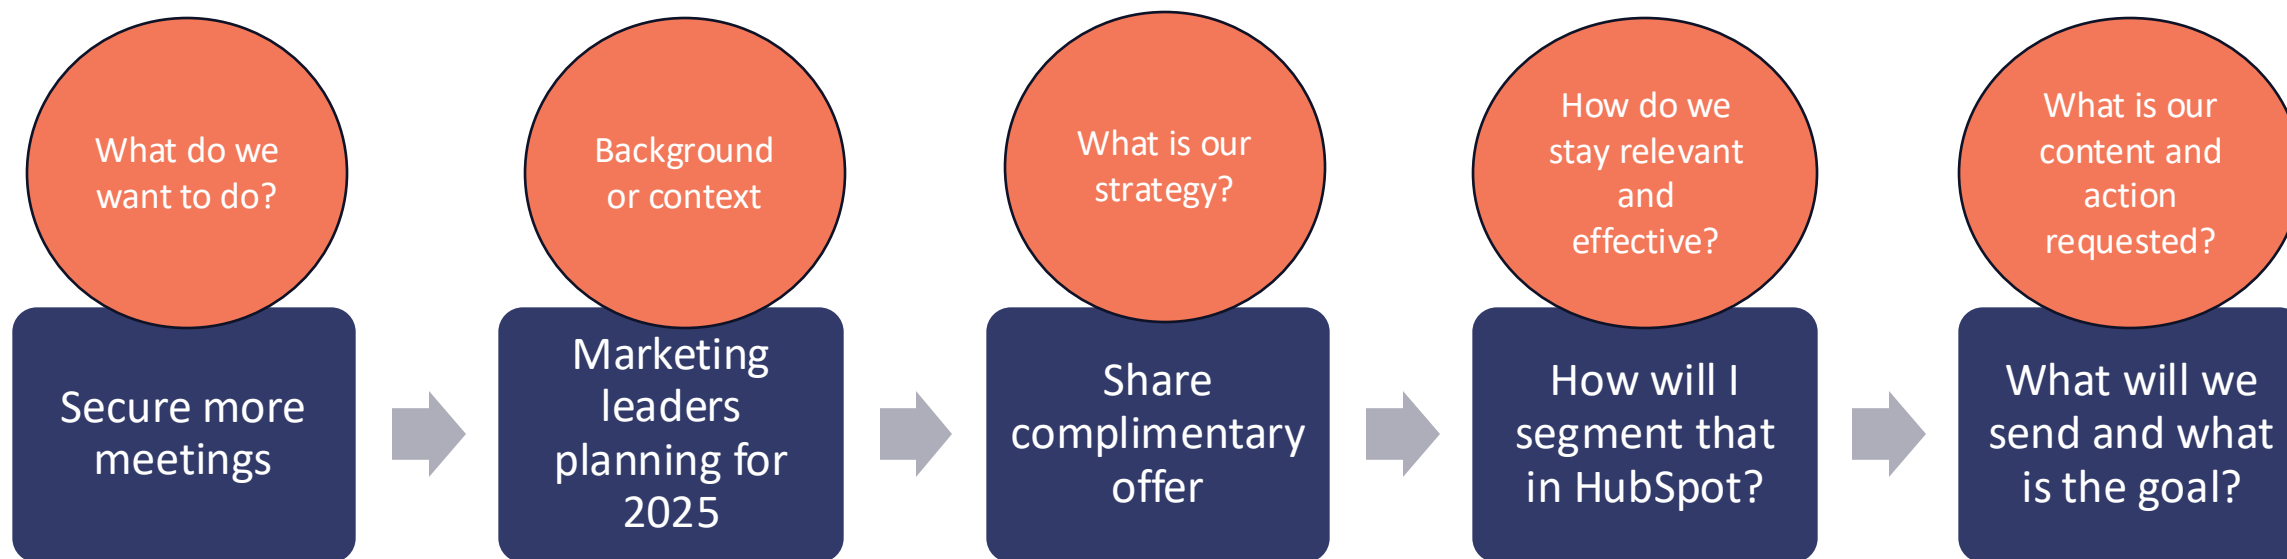 What do we
want to do?
Secure more
meetings
Background
or context
Marketing
leaders
planning for
2025
What is our
strategy?
Share
complimentary
offer
How do we
stay relevant
and
effective?
How will I
segment that
in HubSpot?
What is our
content and
action
requested?
What will we
send and what
is the goal?